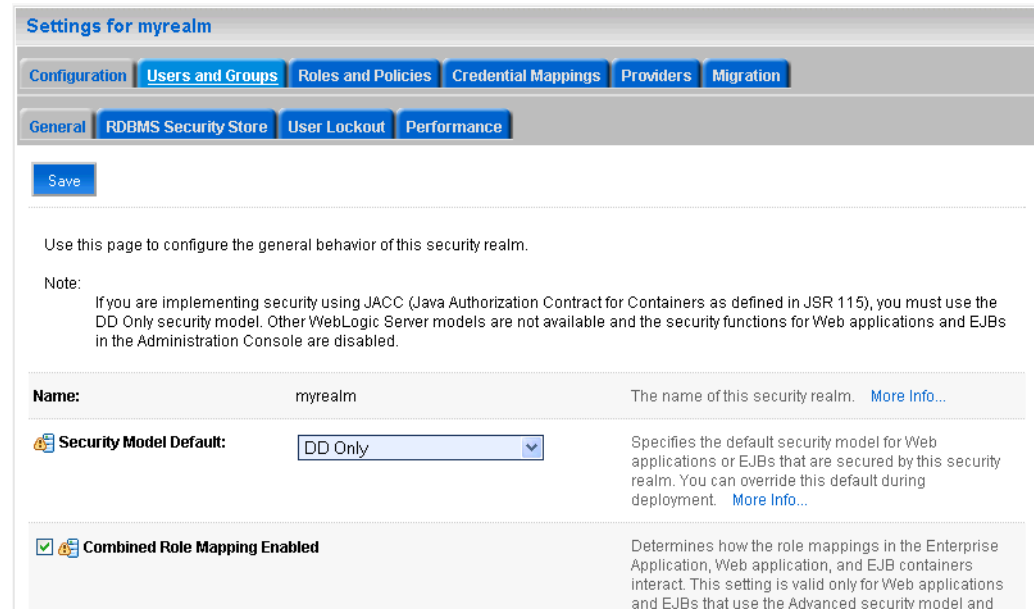 Settings for myrealm
Configuration Users and Groups Roles and Policies Credential Mappings Providers Migration
General RDBMS Security Store User Lockout Performance
Save
Use this page to configure the general behavior of this security realm.
Note:
If you are implementing security using JACC (Java Authorization Contract for Containers as defined in JSR 115), you must use the
DD Only security model. Other WebLogic Server models are not available and the security functions for Web applications and EJBs
in the Administration Console are disabled.
Name: myrealm The name of this security realm. More Info...
Security Model Default: DD Only Specifies the default security model for Web
applications or EJBs that are secured by this security
realm. You can override this default during
deployment. More Info...
Combined Role Mapping Enabled Determines how the role mappings in the Enterprise
Application, Web application, and EJB containers
interact. This setting is valid only for Web applications
and EJBs that use the Advanced security model and